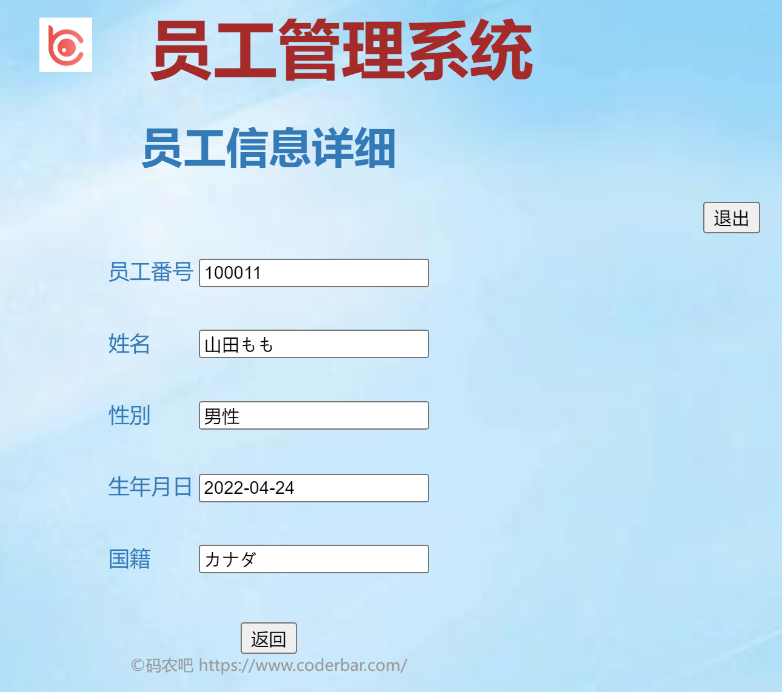 员工管理系统
员工信息详细
退出
员工番号 100011
姓名 山田もも
性別 男性
生年月日 2022-04-24
国籍 カナダ
返回
©码农吧 https://www.coderbar.com/